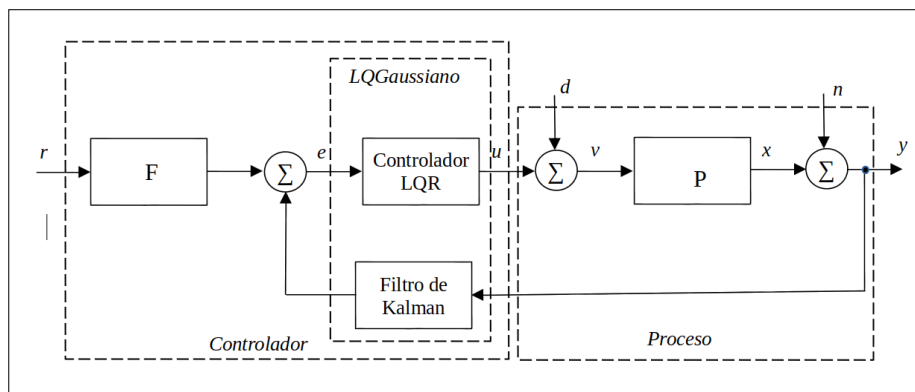 LQGaussiano
d
n
r
F
Σ
e
Controlador
LQR
u
Σ
v
P
x
Σ
y
Filtro de
Kalman
Controlador
Proceso